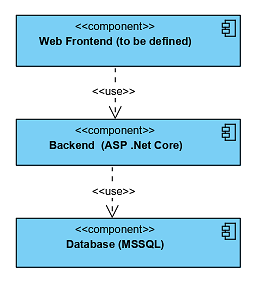 <<component>>
Web Frontend (to be defined)
<<use>>
<<component>>
Backend (ASP .Net Core)
<<use>>
<<component>>
Database (MSSQL)